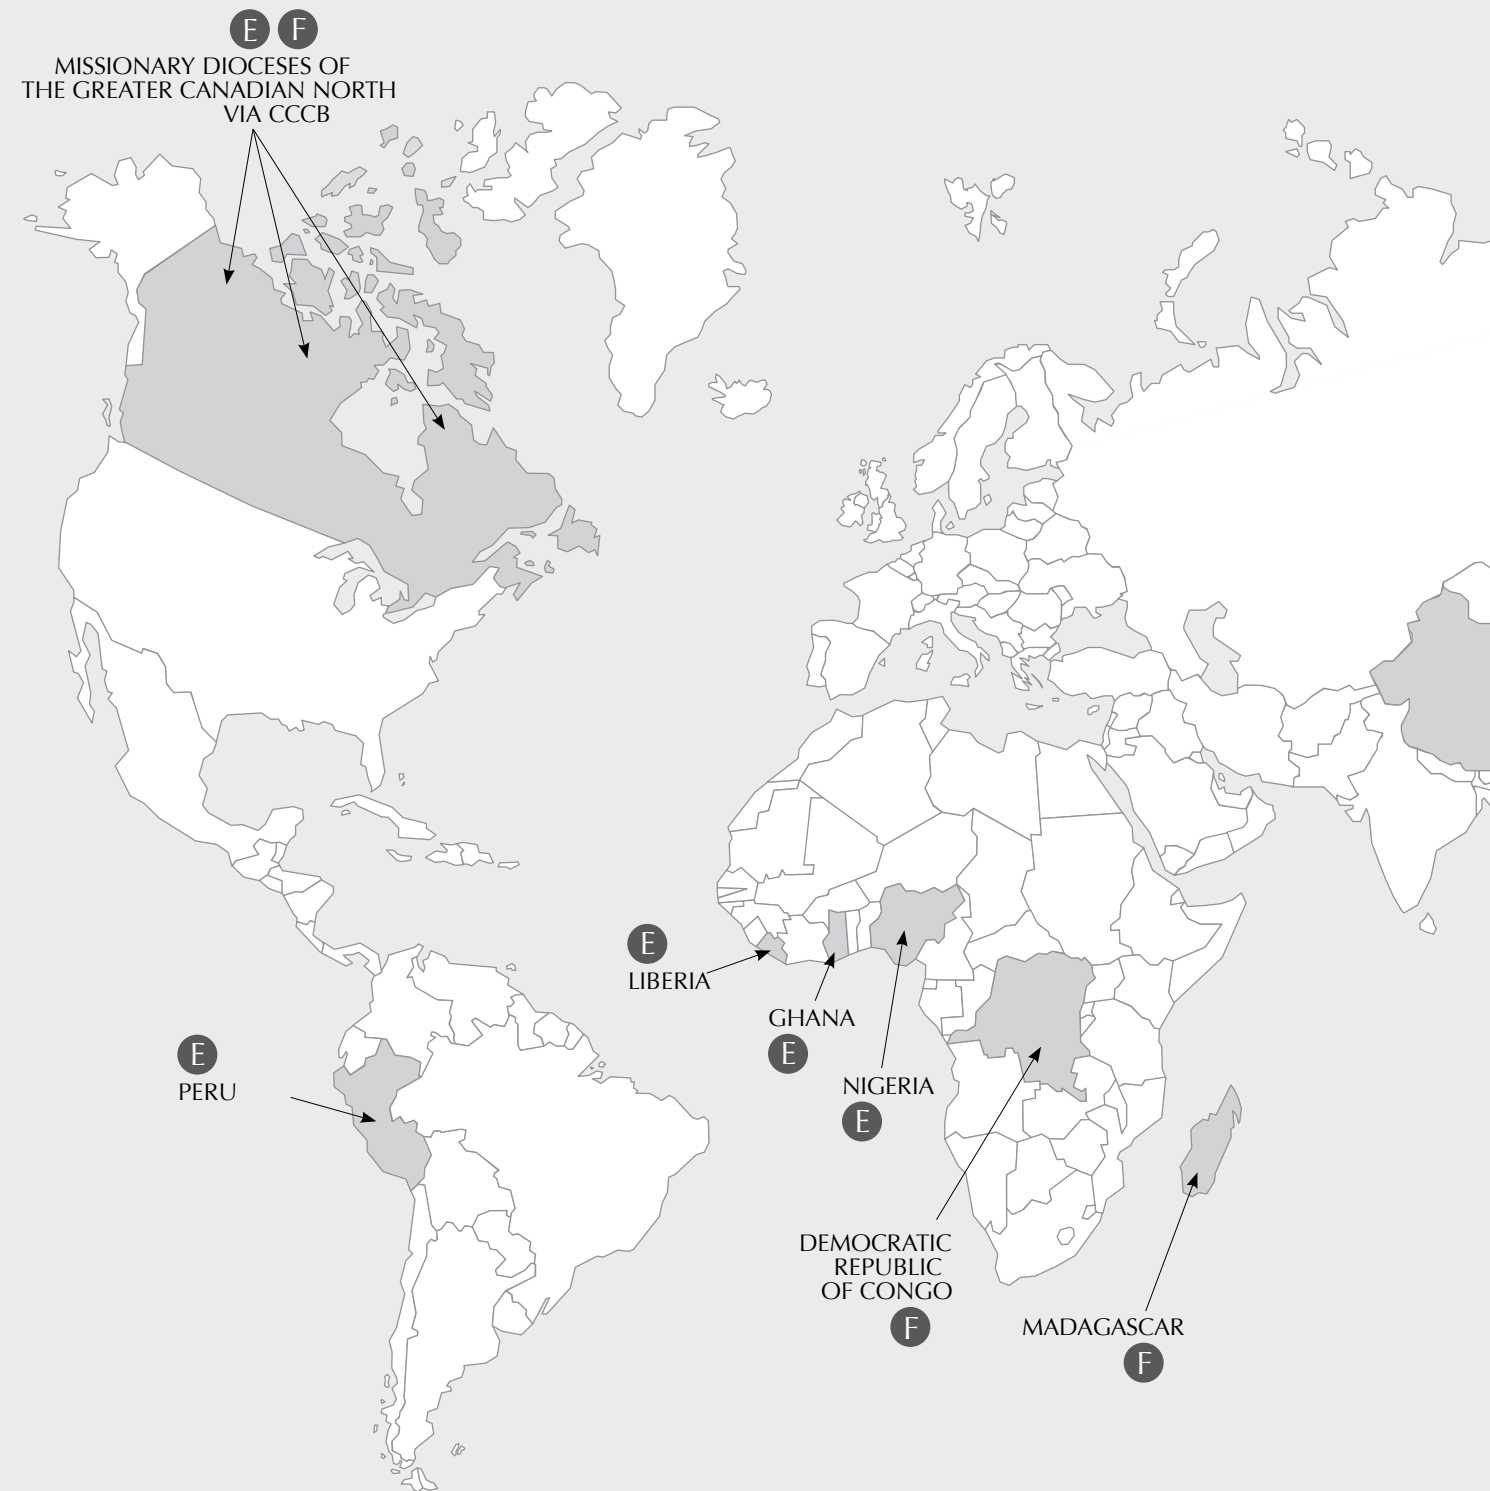 E F
MISSIONARY DIOCESES OF
THE GREATER CANADIAN NORTH
VIA CCCB
E
LIBERIA
GHANA
E
E
PERU
NIGERIA
E
DEMOCRATIC
REPUBLIC
OF CONGO
F
MADAGASCAR
F